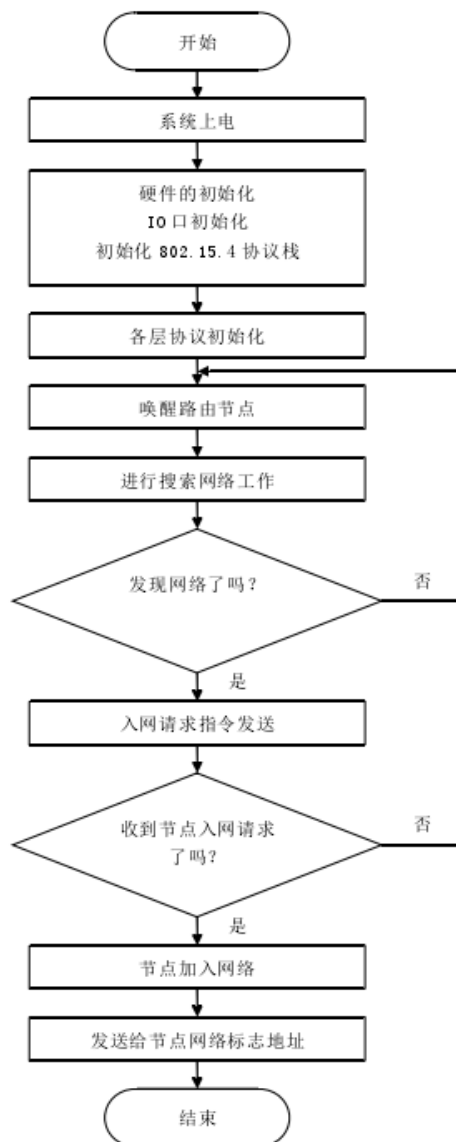 开始
系统上电
硬件的初始化
IO口初始化
初始化802.15.4协议栈
各层协议初始化
唤醒路由节点
进行搜索网络工作
发现网络了吗？
否
是
入网请求指令发送
收到节点入网请求
了吗？
否
是
节点加入网络
发送给节点网络标志地址
结束